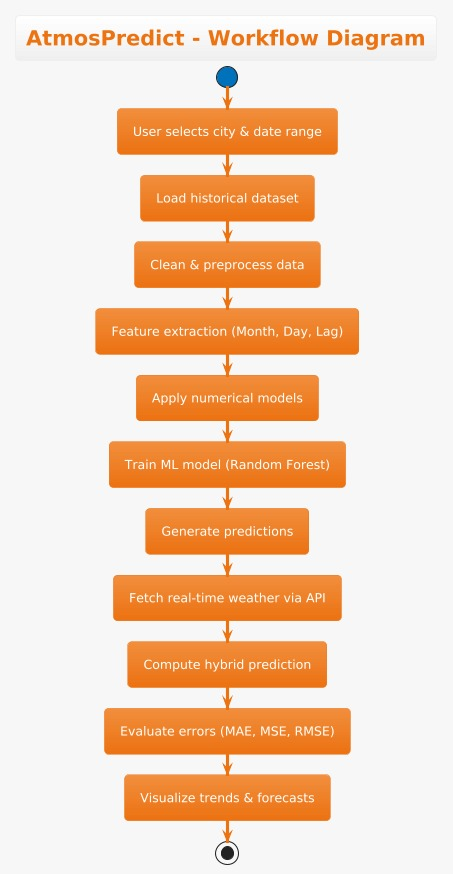 AtmosPredict - Workflow Diagram
User selects city & date range
Load historical dataset
Clean & preprocess data
Feature extraction (Month, Day, Lag)
Apply numerical models
Train ML model (Random Forest)
Generate predictions
Fetch real-time weather via API
Compute hybrid prediction
Evaluate errors (MAE, MSE, RMSE)
Visualize trends & forecasts